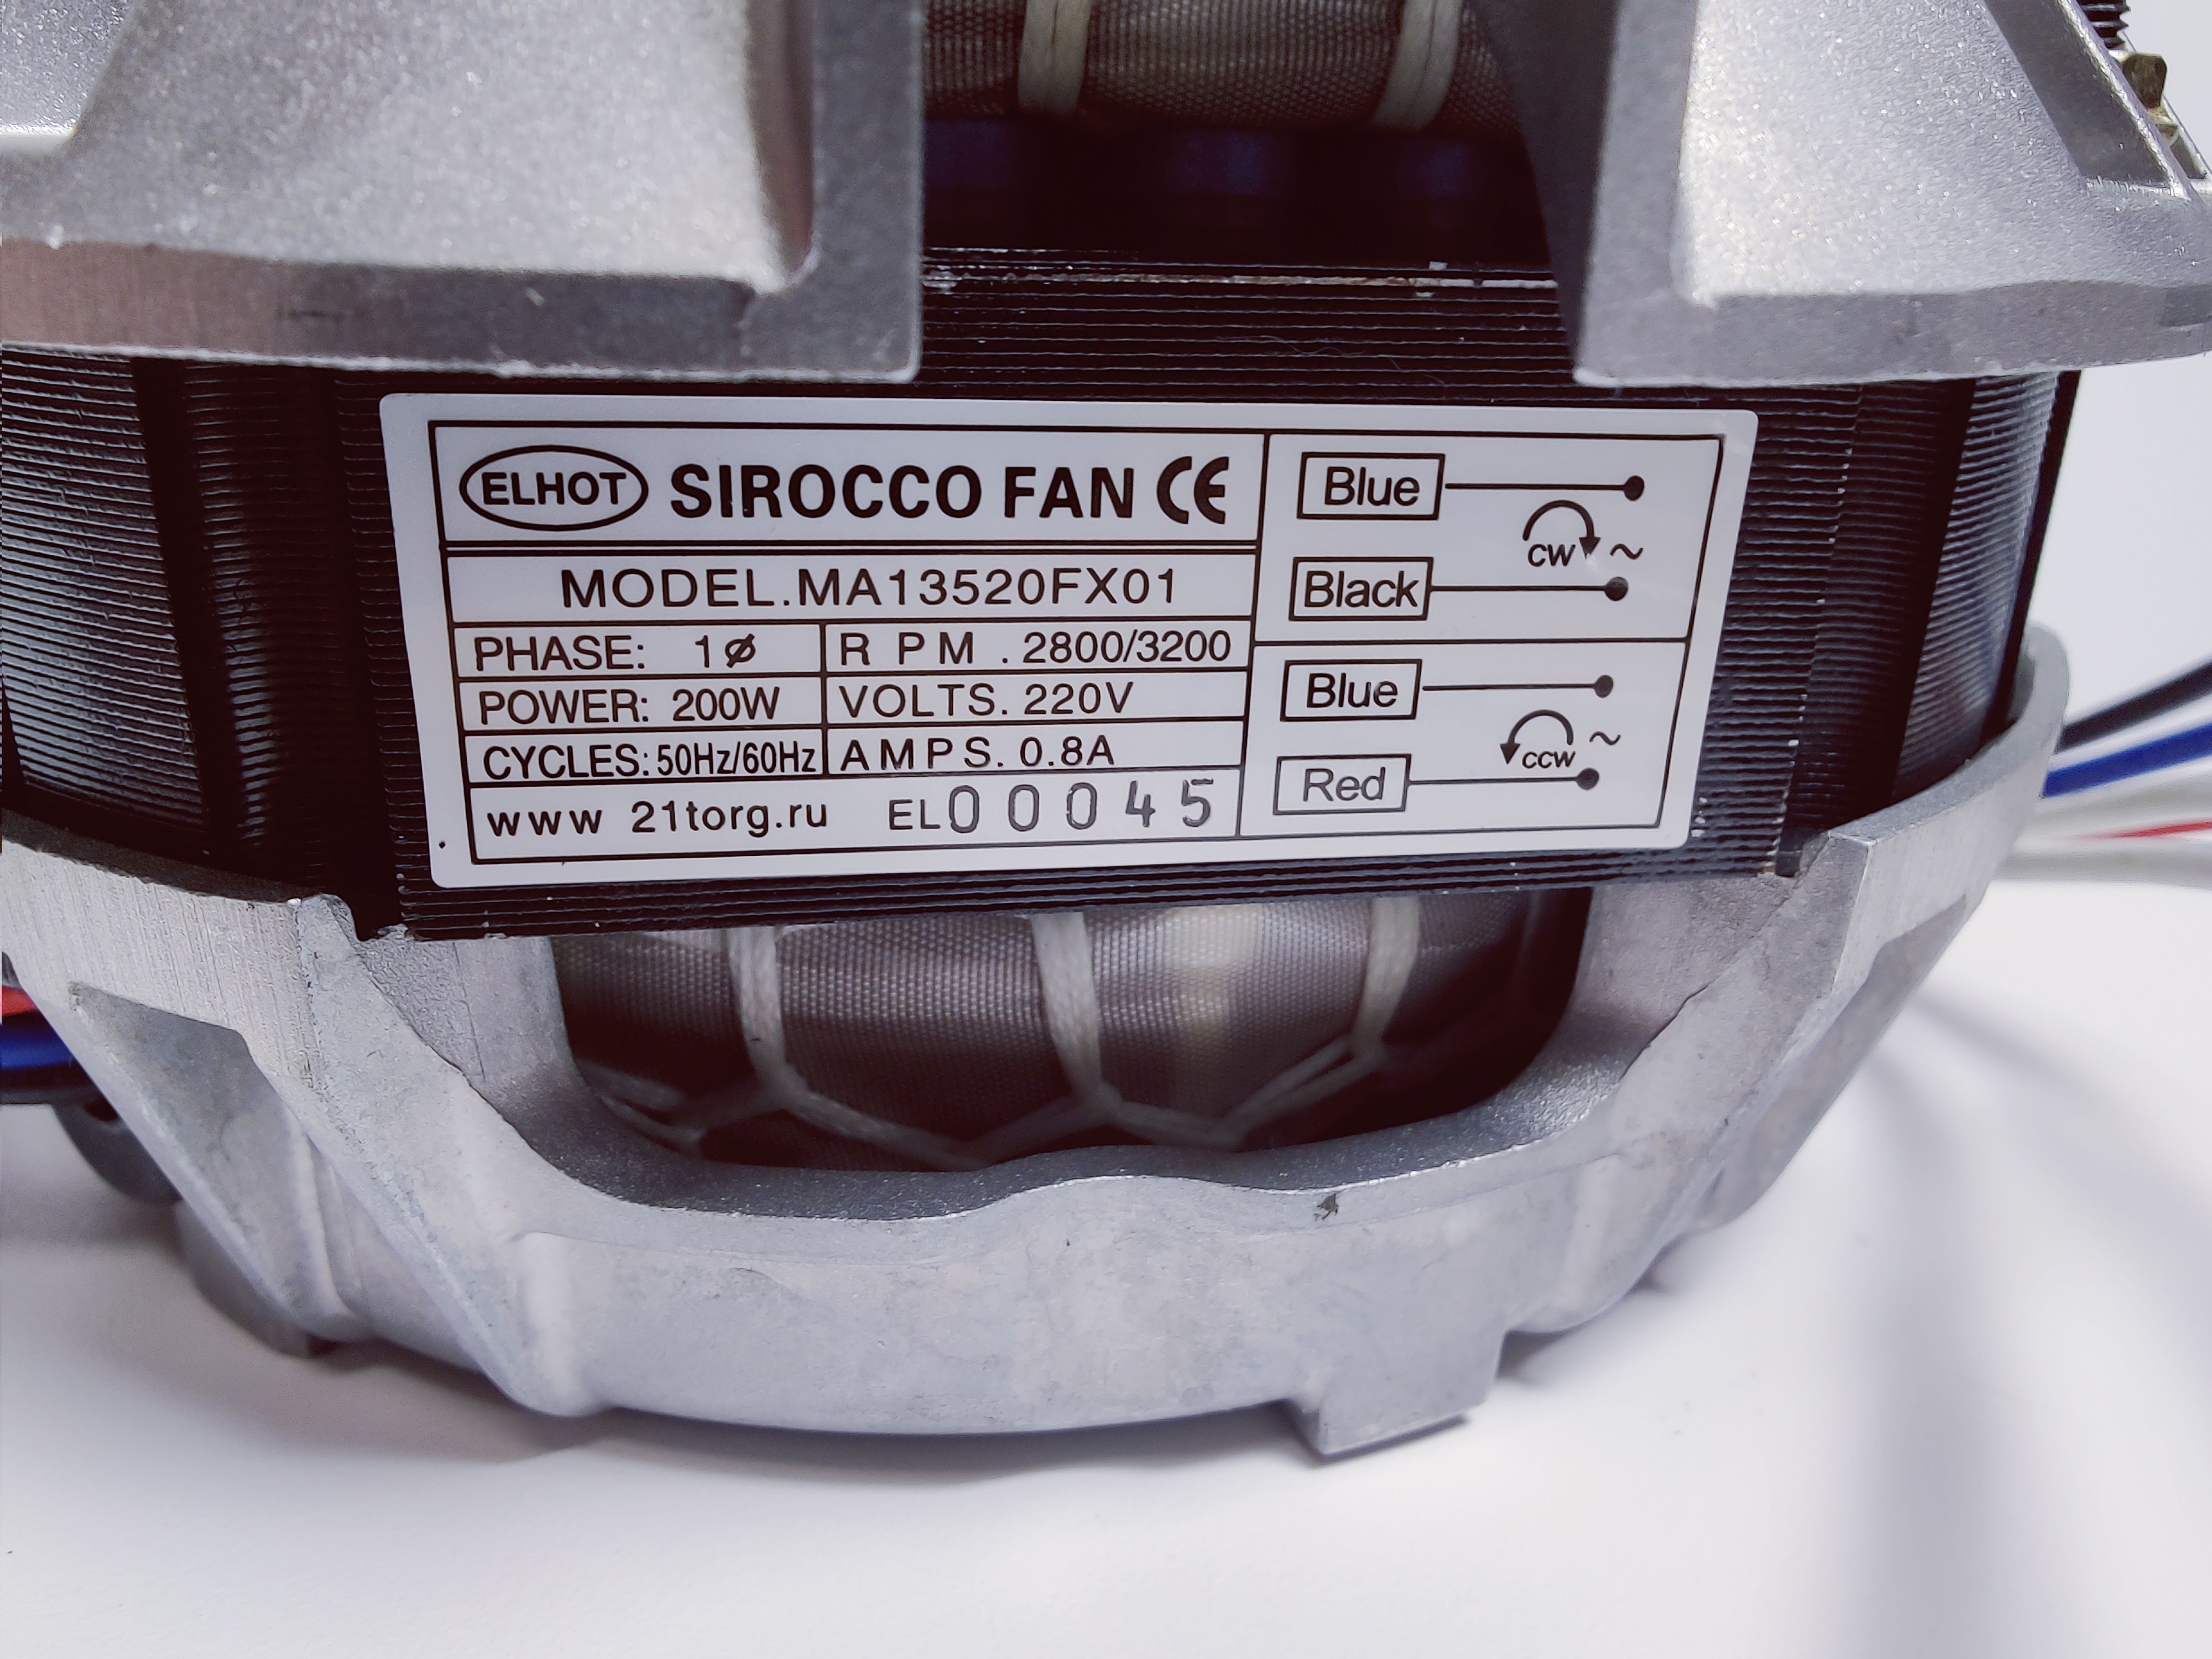 ELHOT SIROCCO FAN CE
MODEL.MA13520FX01
PHASE: 1ø R P M . 2800/3200
POWER: 200W VOLTS. 220V
CYCLES: 50Hz/60Hz AMPS. 0.8A
www 21torg.ru EL00045
Blue
CW ~
Black
Blue
CCW ~
Red